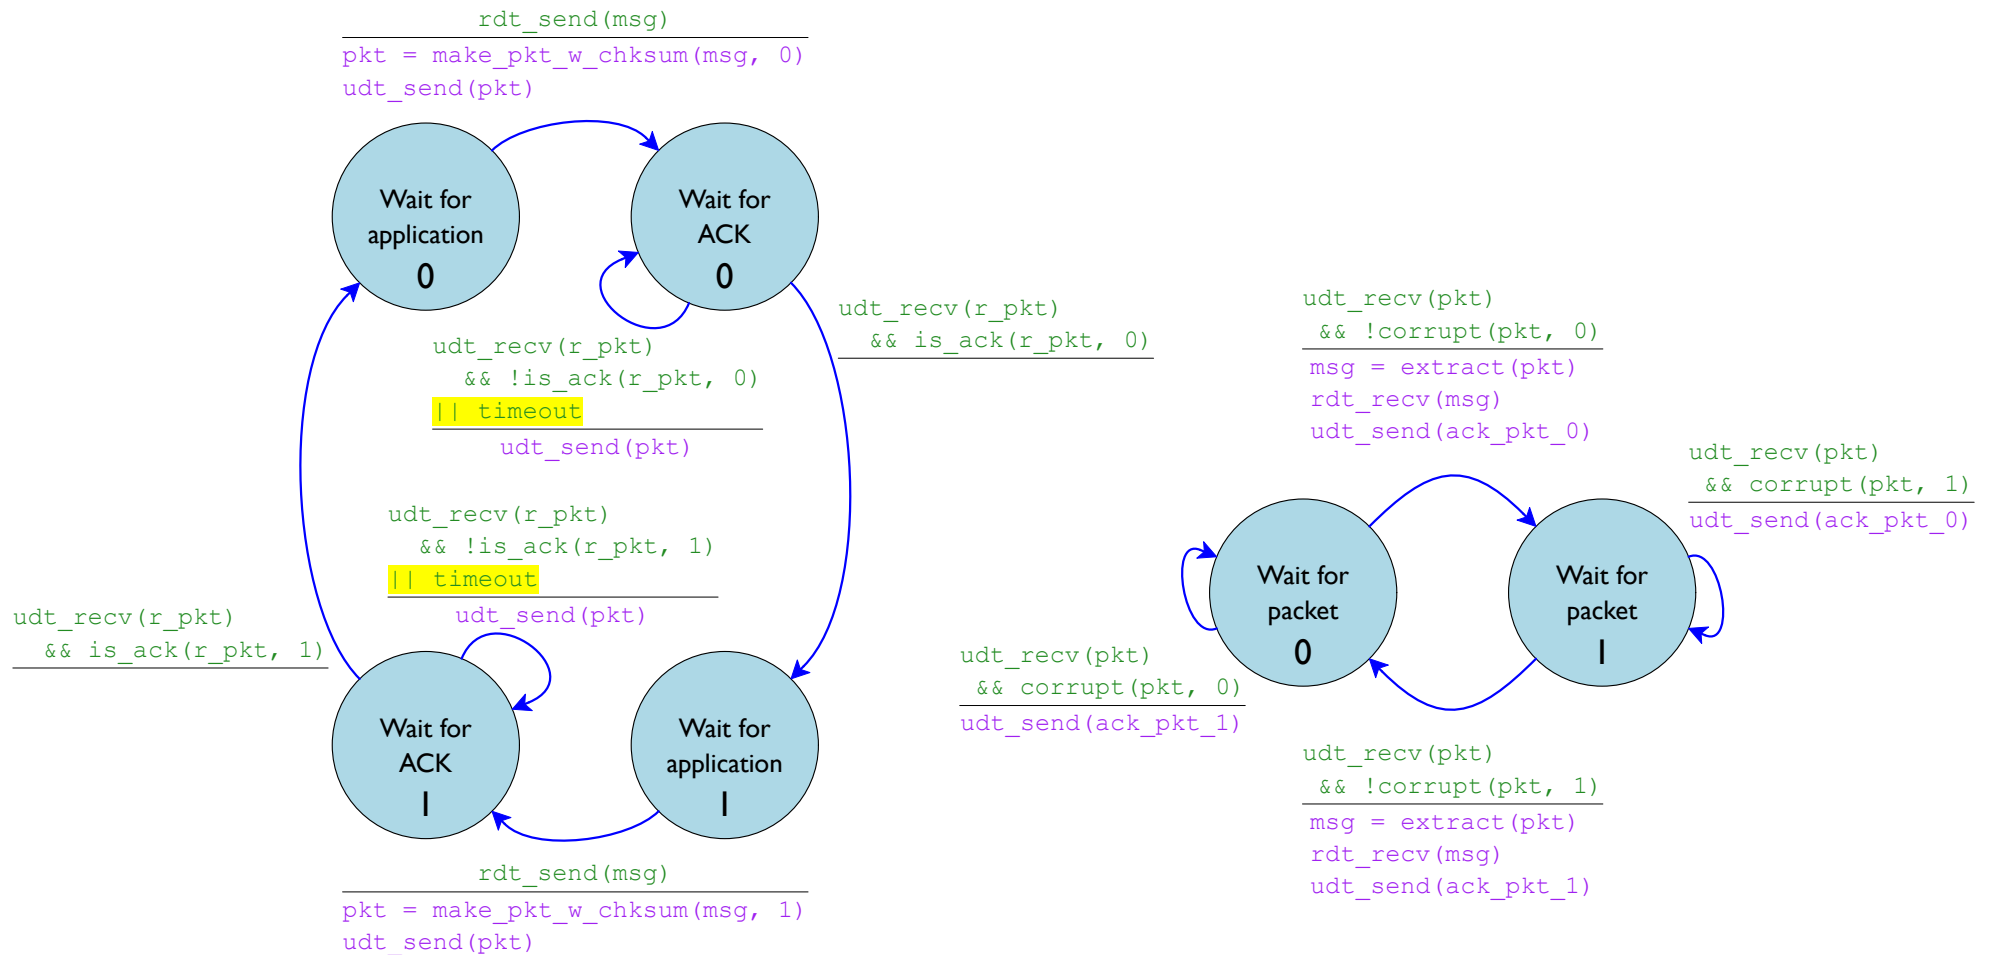 rdt_send(msg)
pkt = make_pkt_w_chksum(msg, 0)
udt_send(pkt)
Wait for
application
0
Wait for
ACK
0
udt_recv(r_pkt)
&& is_ack(r_pkt, 0)
udt_recv(r_pkt)
&& !is_ack(r_pkt, 0)
|| timeout
udt_send(pkt)
udt_recv(r_pkt)
&& !is_ack(r_pkt, 1)
|| timeout
udt_send(pkt)
udt_recv(r_pkt)
&& is_ack(r_pkt, 1)
Wait for
ACK
1
Wait for
application
1
rdt_send(msg)
pkt = make_pkt_w_chksum(msg, 1)
udt_send(pkt)
udt_recv(pkt)
&& !corrupt(pkt, 0)
msg = extract(pkt)
rdt_recv(msg)
udt_send(ack_pkt_0)
udt_recv(pkt)
&& corrupt(pkt, 1)
udt_send(ack_pkt_0)
Wait for
packet
0
Wait for
packet
1
udt_recv(pkt)
&& corrupt(pkt, 0)
udt_send(ack_pkt_1)
udt_recv(pkt)
&& !corrupt(pkt, 1)
msg = extract(pkt)
rdt_recv(msg)
udt_send(ack_pkt_1)